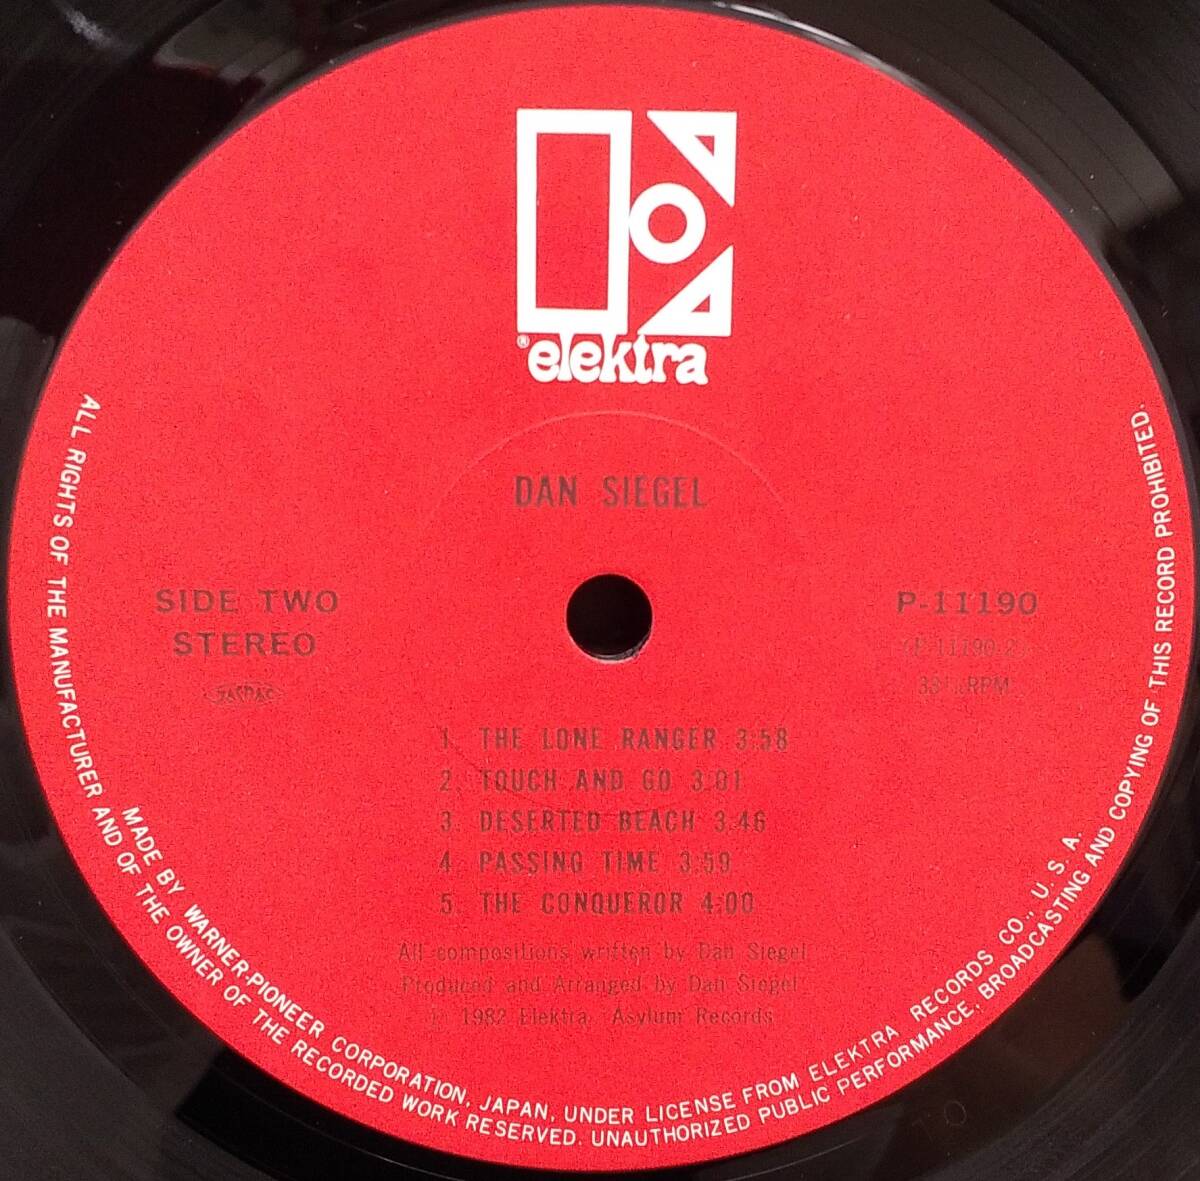 ® elektra
DAN SIEGEL
SIDE TWO
STEREO
JASRAC
P-11190
(P-11190-2)
33⅓RPM
1. THE LONE RANGER 3:58
2. TOUCH AND GO 3:01
3. DESERTED BEACH 3:46
4. PASSING TIME 3:59
5. THE CONQUEROR 4:00
All compositions written by Dan Siegel
Produced and Arranged by Dan Siegel
1982 Elektra/Asylum Records
MADE BY WARNER-PIONEER CORPORATION, JAPAN, UNDER LICENSE FROM ELEKTRA RECORDS CO., U. S. A.
ALL RIGHTS OF THE MANUFACTURER AND OF THE OWNER OF THE RECORDED WORK RESERVED. UNAUTHORIZED PUBLIC PERFORMANCE, BROADCASTING AND COPYING OF THIS RECORD PROHIBITED.